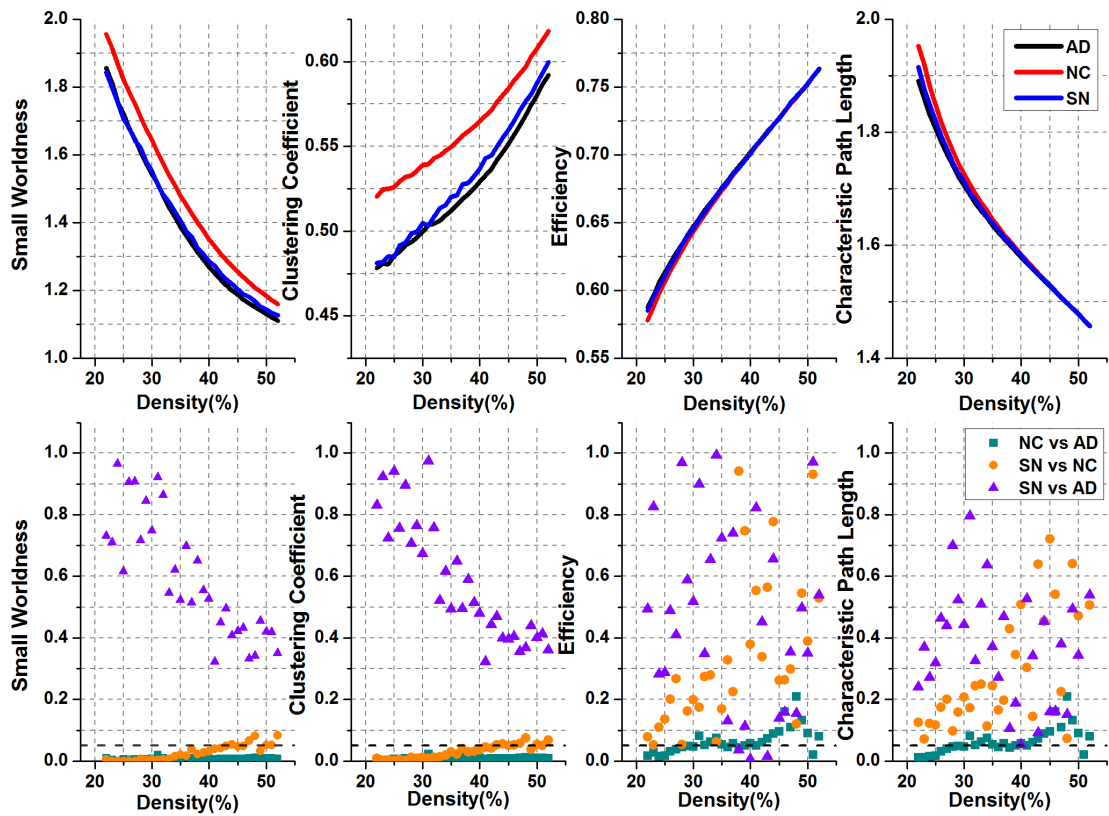 Small Worldness
2.0
1.8
1.6
1.4
1.2
1.0
20 30 40 50
Density(%)
Clustering Coefficient
0.60
0.55
0.50
0.45
20 30 40 50
Density(%)
Efficiency
0.80
0.75
0.70
0.65
0.60
0.55
20 30 40 50
Density(%)
Characteristic Path Length
2.0
1.8
1.6
1.4
20 30 40 50
Density(%)
AD
NC
SN
Small Worldness
1.0
0.8
0.6
0.4
0.2
0.0
20 30 40 50
Density(%)
Clustering Coefficient
1.0
0.8
0.6
0.4
0.2
0.0
20 30 40 50
Density(%)
Efficiency
1.0
0.8
0.6
0.4
0.2
0.0
20 30 40 50
Density(%)
Characteristic Path Length
1.0
0.8
0.6
0.4
0.2
0.0
20 30 40 50
Density(%)
NC vs AD
SN vs NC
SN vs AD